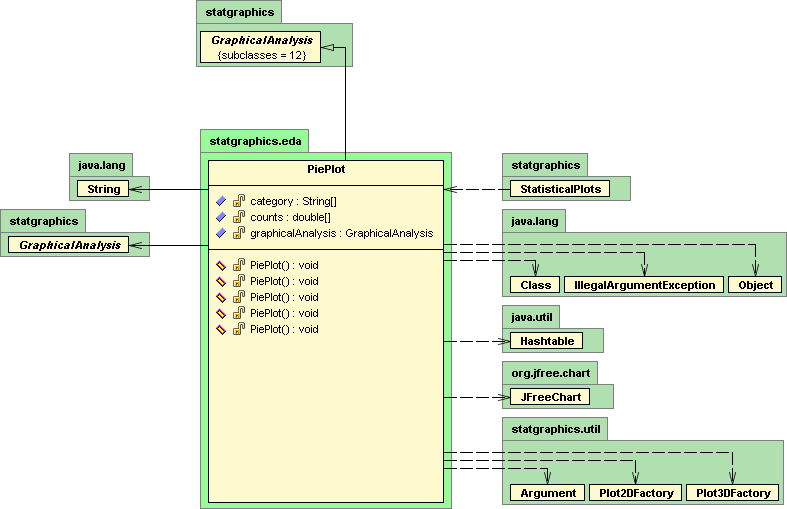 statgraphics
GraphicalAnalysis
{subclasses = 12}
statgraphics.eda
PiePlot
category : String[]
counts : double[]
graphicalAnalysis : GraphicalAnalysis
PiePlot() : void
PiePlot() : void
PiePlot() : void
PiePlot() : void
PiePlot() : void
java.lang
String
statgraphics
GraphicalAnalysis
statgraphics
StatisticalPlots
java.lang
Class IllegalArgumentException Object
java.util
Hashtable
org.jfree.chart
JFreeChart
statgraphics.util
Argument Plot2DFactory Plot3DFactory